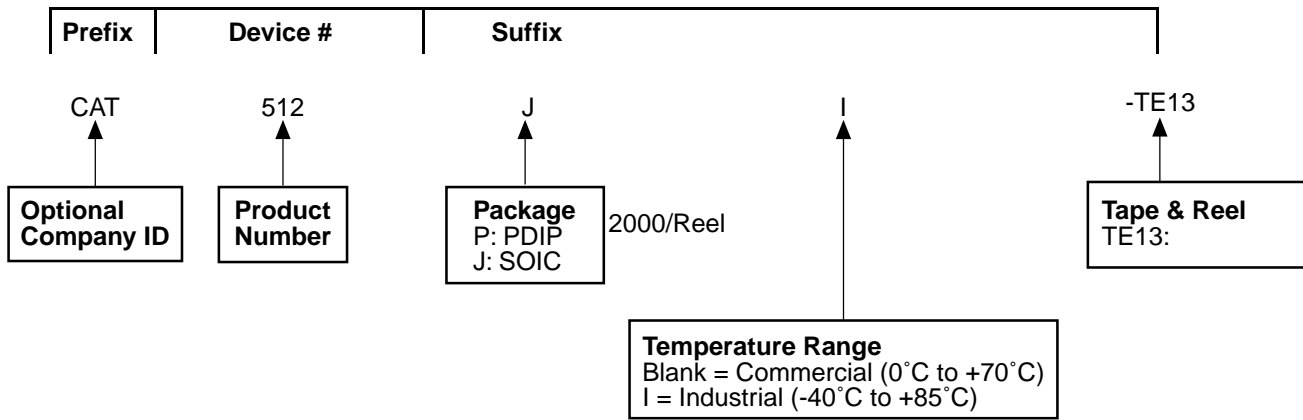 Prefix Device # Suffix
CAT 512 J I -TE13
Optional
Company ID
Product
Number
Package
P: PDIP
J: SOIC
2000/Reel
Tape & Reel
TE13:
Temperature Range
Blank = Commercial (0˚C to +70˚C)
I = Industrial (-40˚C to +85˚C)